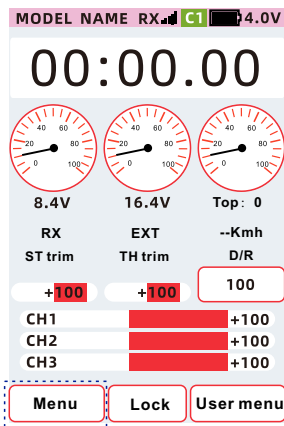 MODEL NAME RX C1 4.0V
00:00.00
40 60 40 60 40 60
20 80 20 80 20 80
0 100 0 100 0 100
8.4V 16.4V Top: 0
RX EXT --Kmh
ST trim TH trim D/R
+100 +100 100
CH1 +100
CH2 +100
CH3 +100
Menu Lock User menu